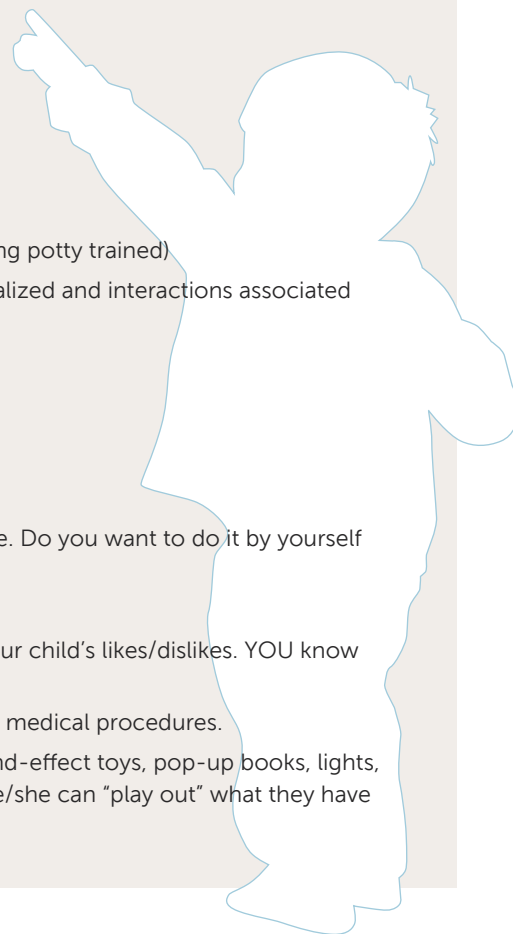 ng potty trained)
alized and interactions associated
e. Do you want to do it by yourself
ur child’s likes/dislikes. YOU know
medical procedures.
nd-effect toys, pop-up books, lights,
e/she can “play out” what they have